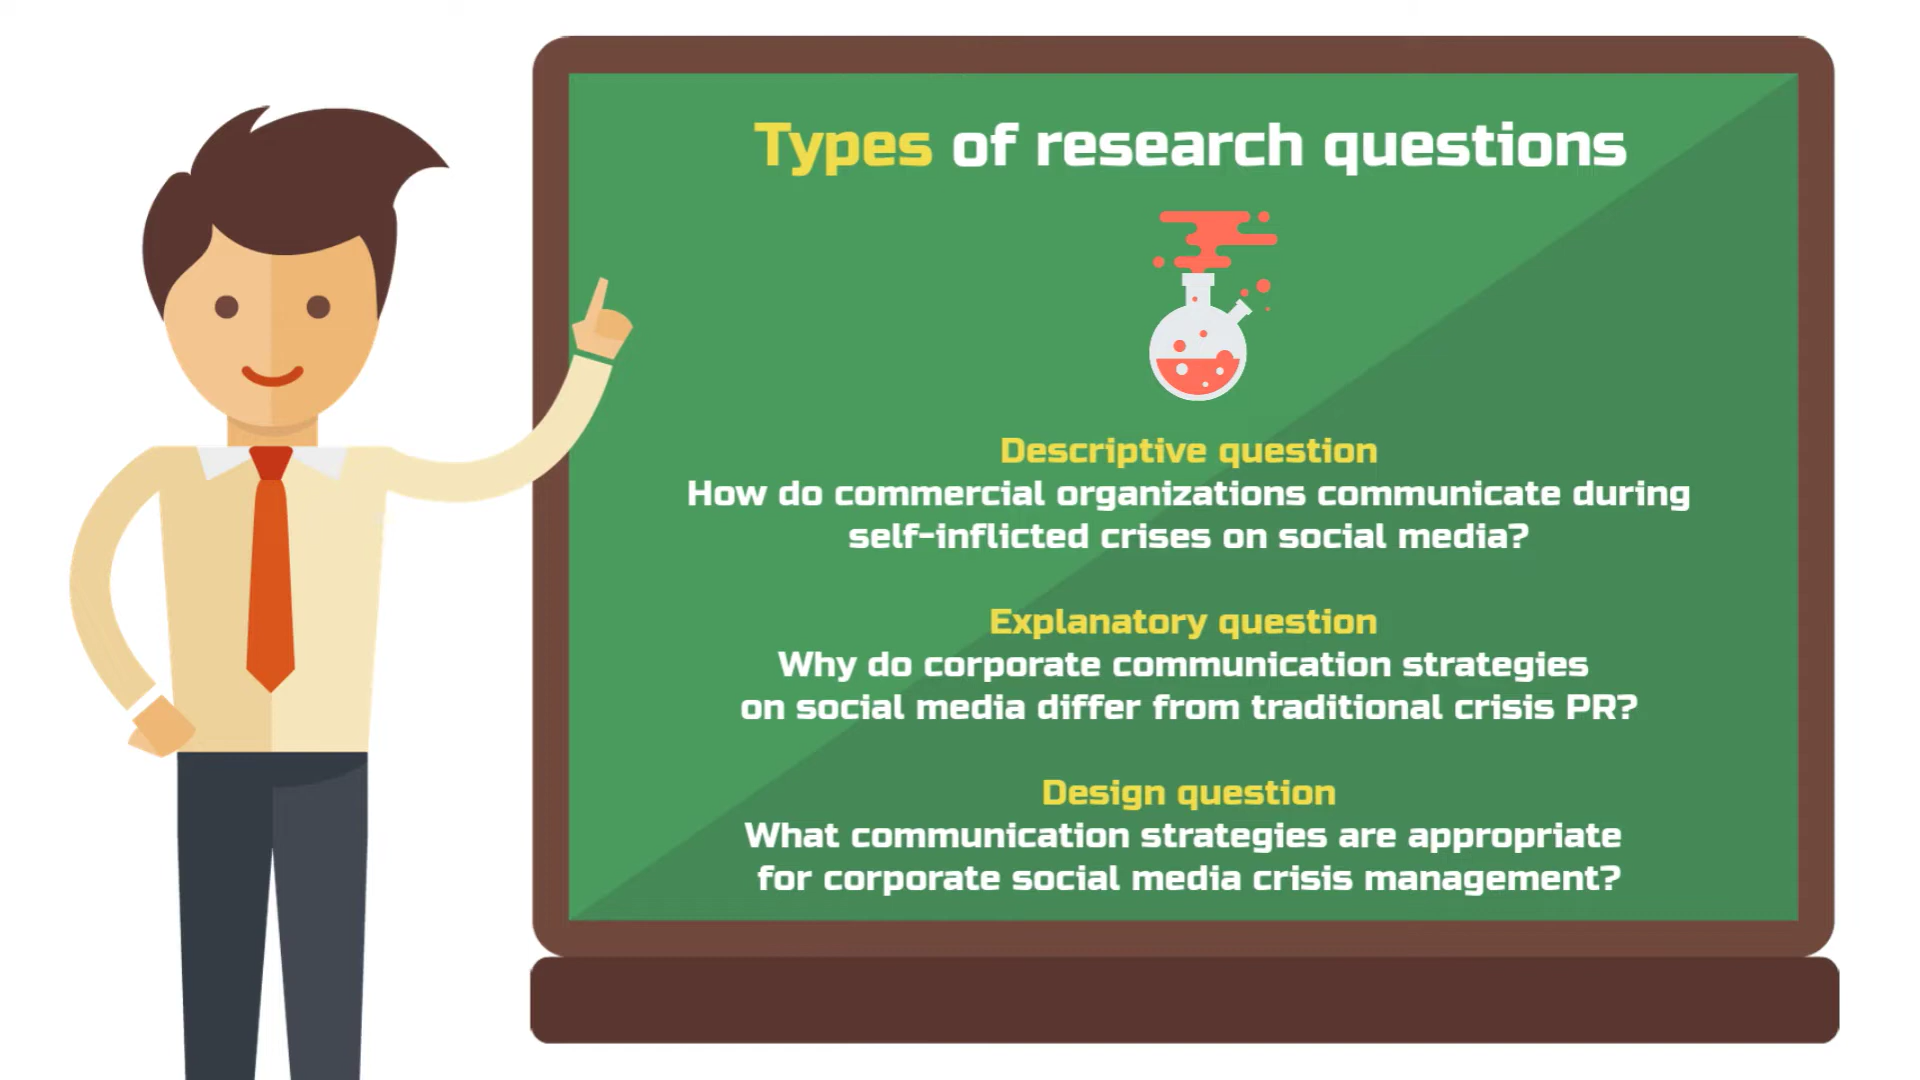 Types of research questions
Descriptive question
How do commercial organizations communicate during
self-inflicted crises on social media?
Explanatory question
Why do corporate communication strategies
on social media differ from traditional crisis PR?
Design question
What communication strategies are appropriate
for corporate social media crisis management?